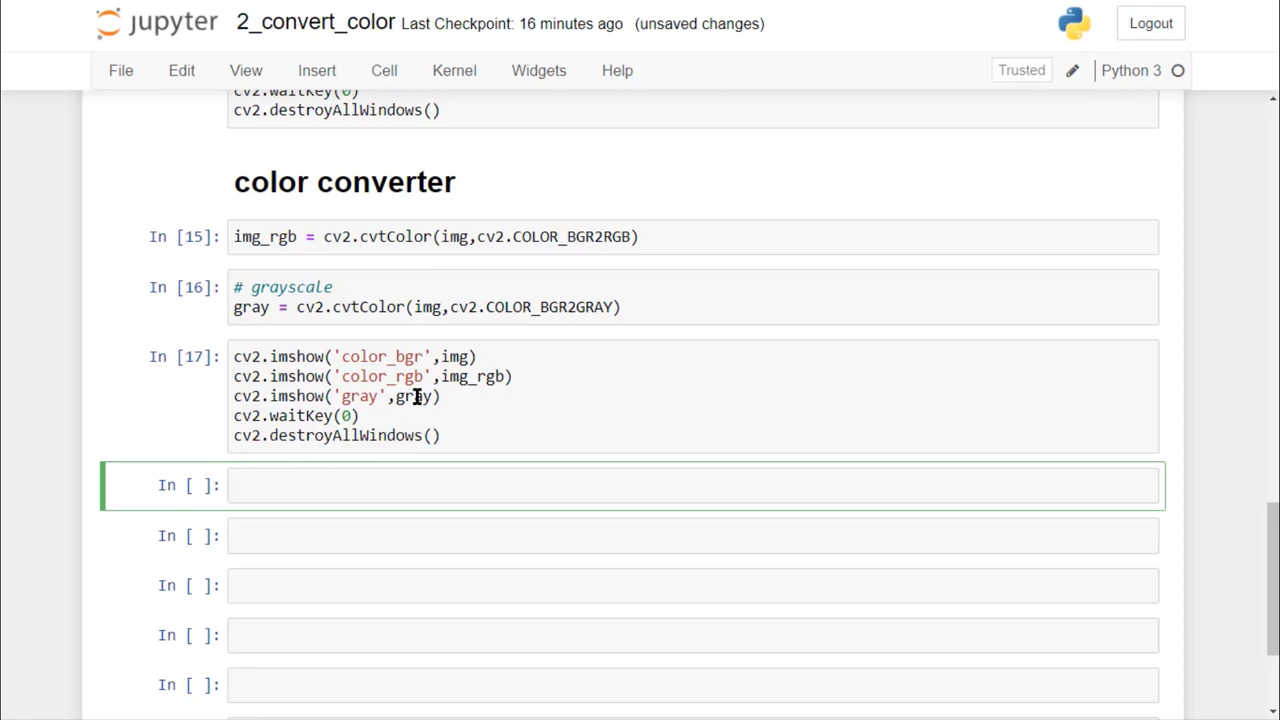 jupyter 2_convert_color Last Checkpoint: 16 minutes ago (unsaved changes) Logout
File Edit View Insert Cell Kernel Widgets Help Trusted Python 3
cv2.waitKey(0)
cv2.destroyAllWindows()
color converter
In [15]: img_rgb = cv2.cvtColor(img,cv2.COLOR_BGR2RGB)
In [16]: # grayscale
gray = cv2.cvtColor(img,cv2.COLOR_BGR2GRAY)
In [17]: cv2.imshow('color_bgr',img)
cv2.imshow('color_rgb',img_rgb)
cv2.imshow('gray',gray)
cv2.waitKey(0)
cv2.destroyAllWindows()
In [ ]:
In [ ]:
In [ ]:
In [ ]:
In [ ]: